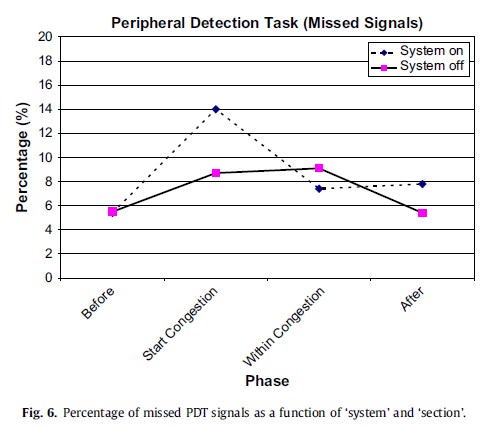 Peripheral Detection Task (Missed Signals)
20
18
16
14
12
10
8
6
4
2
0
Percentage (%)
System on
System off
Before
Start Congestion
Within Congestion
After
Phase
Fig. 6. Percentage of missed PDT signals as a function of ‘system’ and ‘section’.